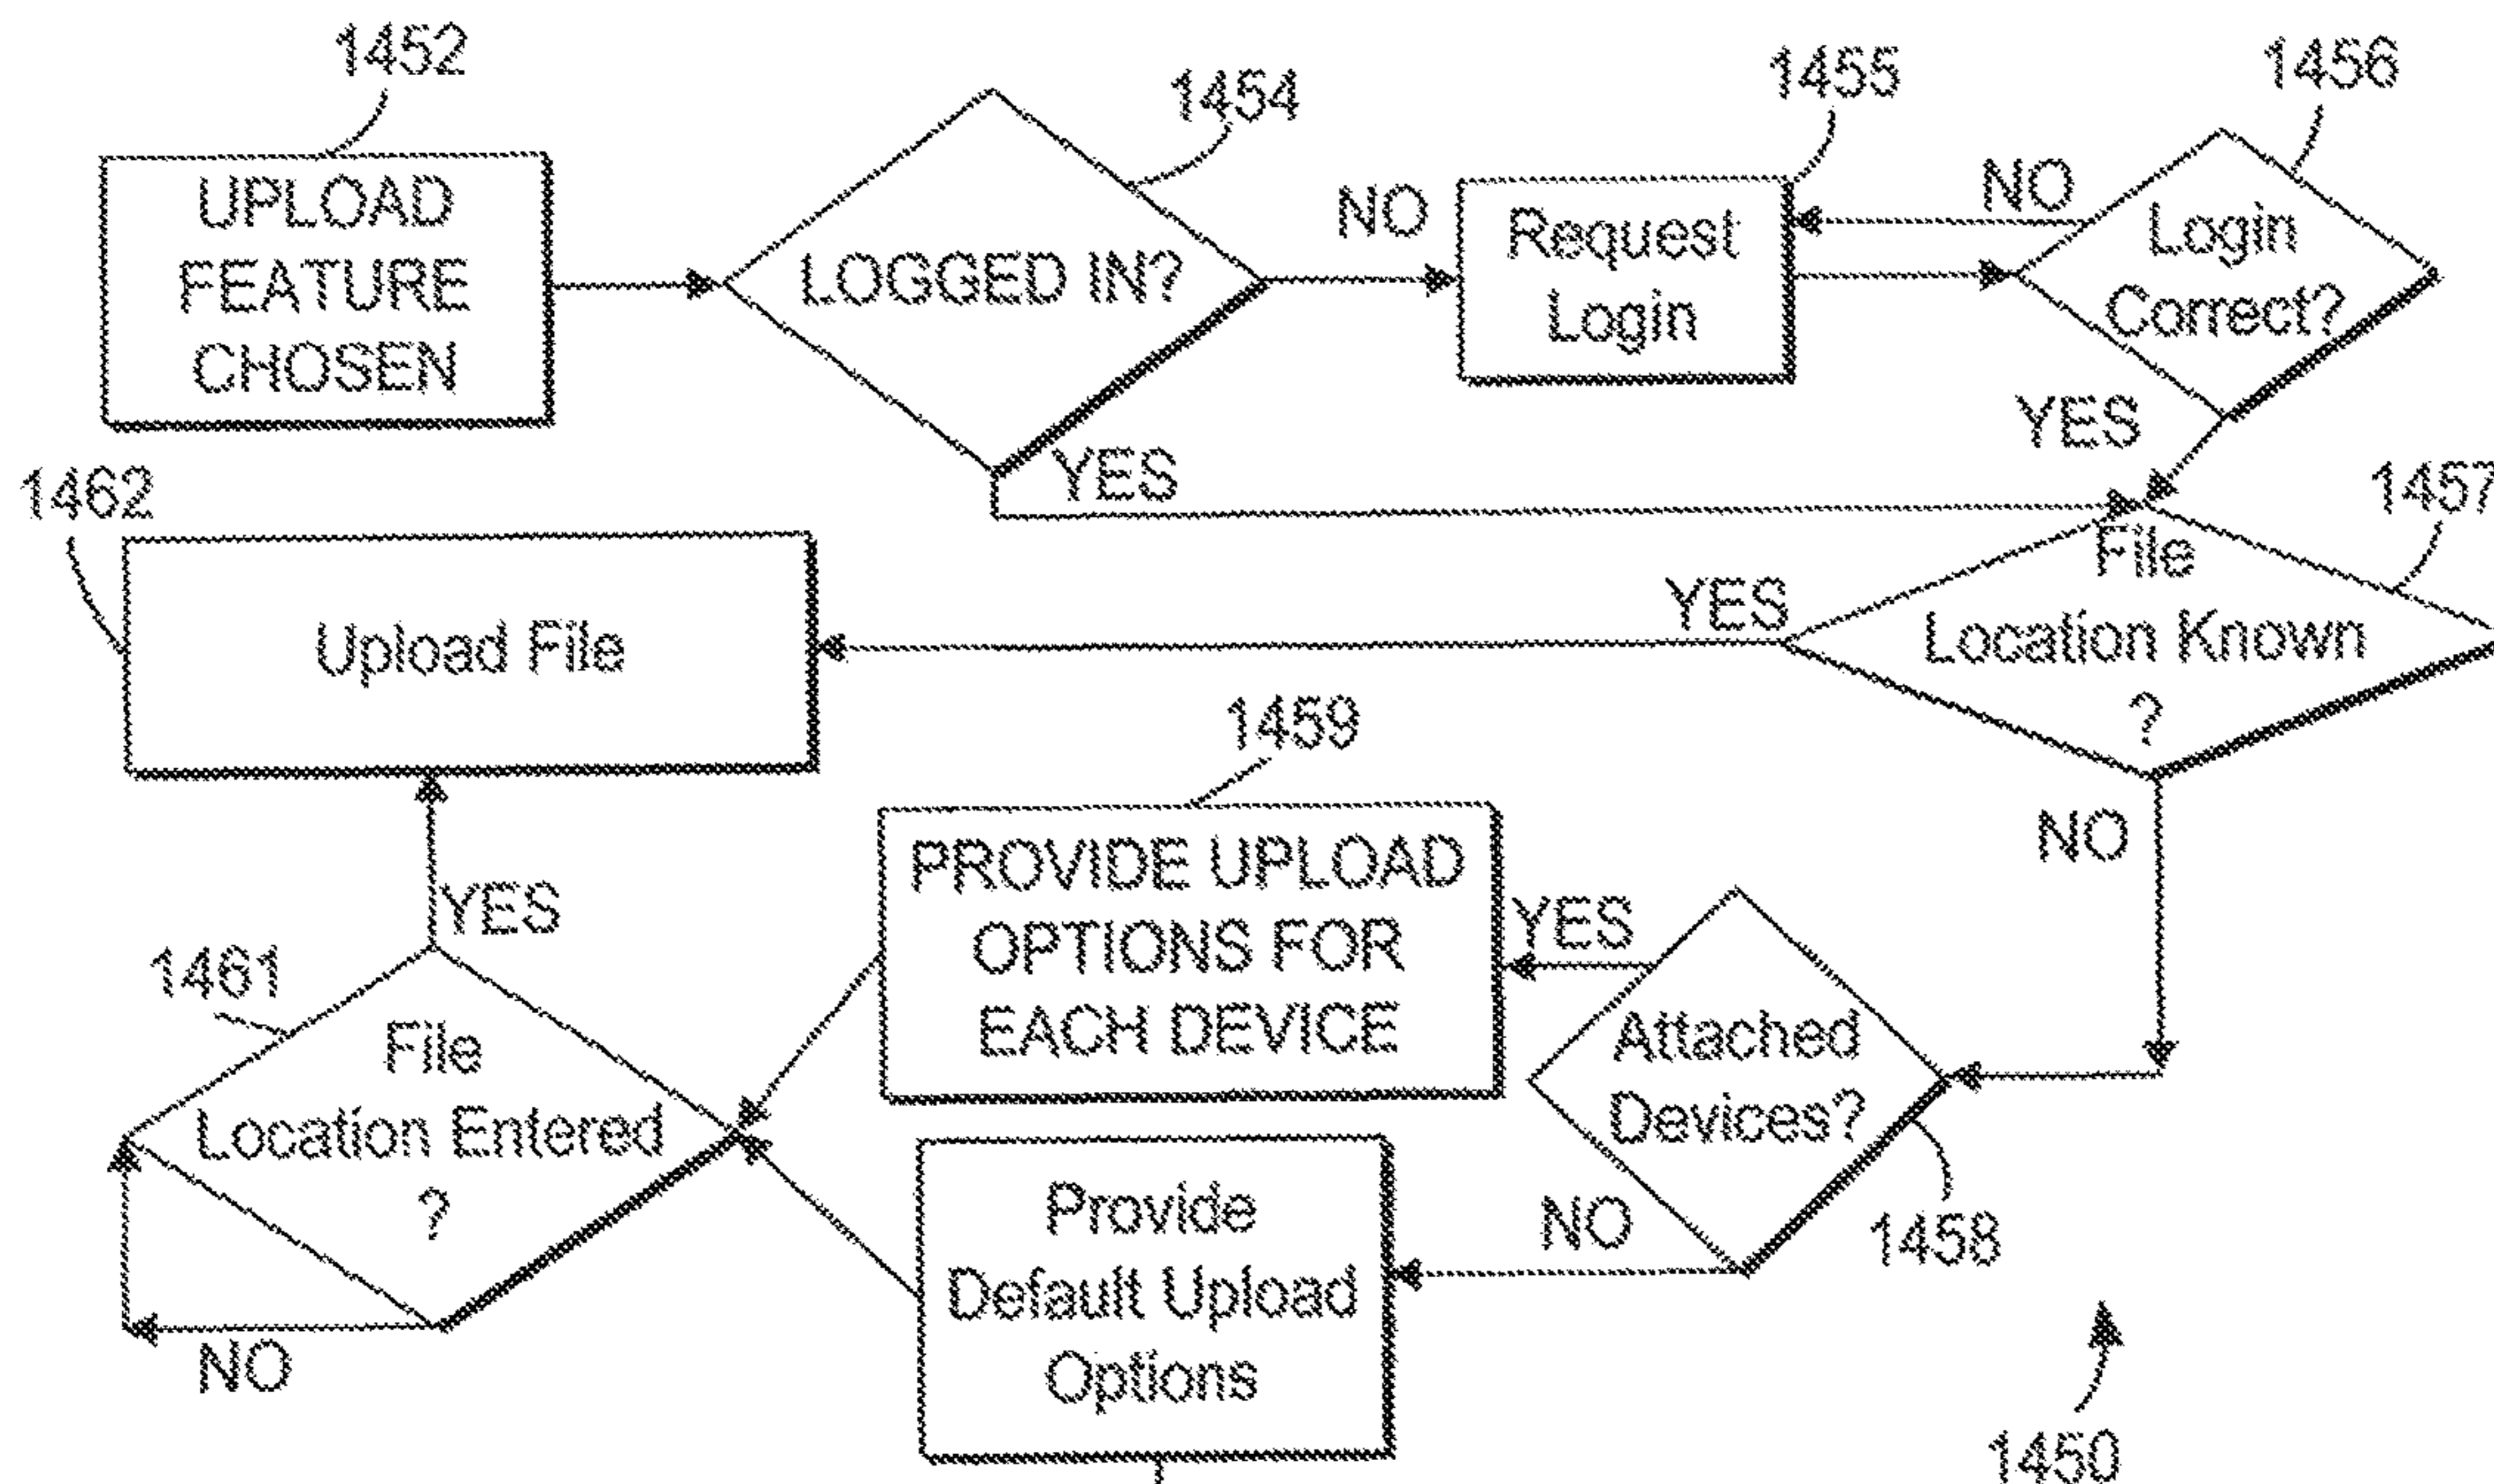 1452
1454
1455
1456
UPLOAD
FEATURE
CHOSEN
LOGGED IN?
NO
Request
Login
NO
Login
Correct?
YES
YES
1462
1457
Upload File
YES
File
Location Known
?
NO
1459
PROVIDE UPLOAD
OPTIONS FOR
EACH DEVICE
YES
Attached
Devices?
1458
NO
YES
1461
File
Location Entered
?
NO
Provide
Default Upload
Options
1450